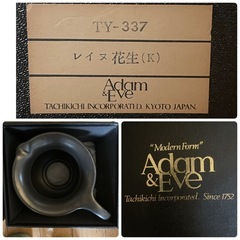 TY-337
レイヌ花生(K)
Adam
&Eve
TACHIKICHI INCORPORATED. KYOTO JAPAN.
"Modern Form"
Adam
&Eve
Tachikichi Incorporated. Since 1752